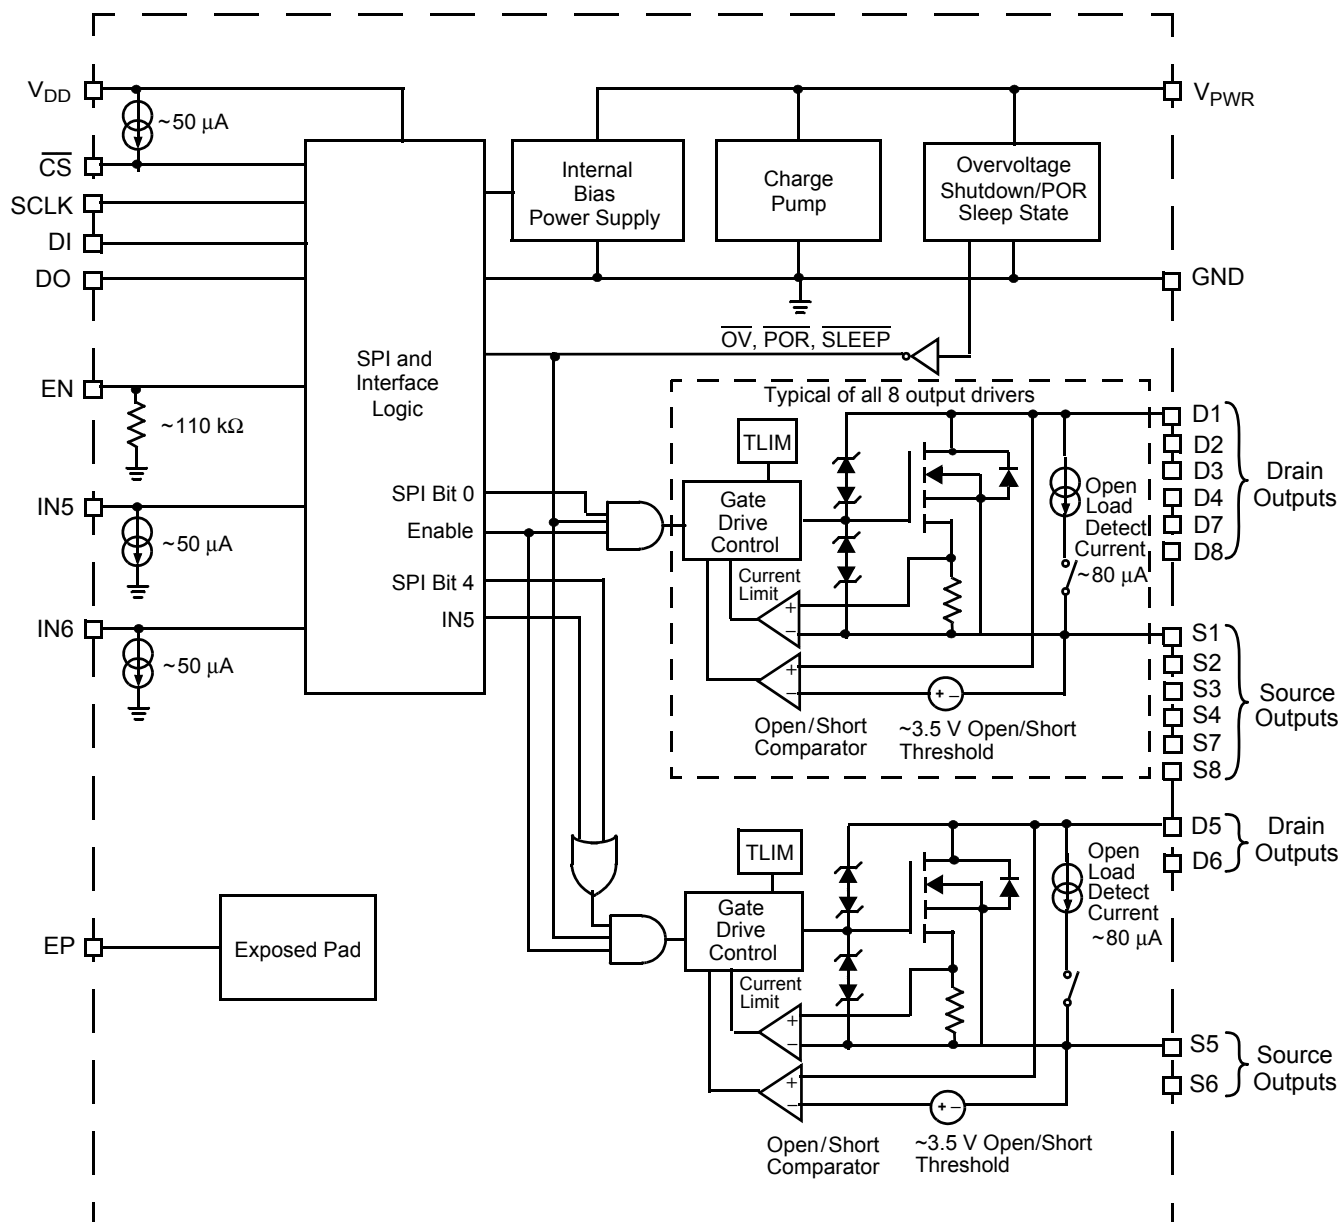 VDD
~50 μA
CS
SCLK
DI
DO
EN
~110 kΩ
IN5
~50 μA
IN6
~50 μA
EP
Exposed Pad
SPI and
Interface
Logic
SPI Bit 0
Enable
SPI Bit 4
IN5
Internal
Bias
Power Supply
Charge
Pump
Overvoltage
Shutdown/POR
Sleep State
VPWR
GND
OV, POR, SLEEP
Typical of all 8 output drivers
TLIM
Gate
Drive
Control
Current
Limit
+
–
+
–
Open
Load
Detect
Current
~80 μA
+ –
Open/Short
Comparator
~3.5 V Open/Short
Threshold
D1
D2
D3
D4
D7
D8
Drain
Outputs
S1
S2
S3
S4
S7
S8
Source
Outputs
TLIM
Gate
Drive
Control
Current
Limit
+
–
+
–
Open
Load
Detect
Current
~80 μA
+ –
Open/Short
Comparator
~3.5 V Open/Short
Threshold
D5
D6
Drain
Outputs
S5
S6
Source
Outputs